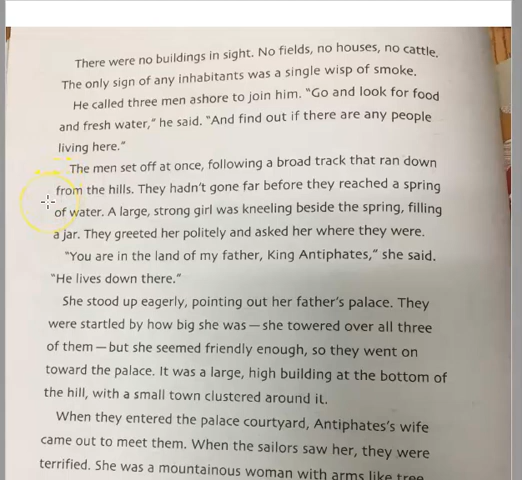 There were no buildings in sight. No fields, no houses, no cattle.
The only sign of any inhabitants was a single wisp of smoke.
He called three men ashore to join him. “Go and look for food
and fresh water,” he said. “And find out if there are any people
living here.”
The men set off at once, following a broad track that ran down
from the hills. They hadn’t gone far before they reached a spring
of water. A large, strong girl was kneeling beside the spring, filling
a jar. They greeted her politely and asked her where they were.
“You are in the land of my father, King Antiphates,” she said.
“He lives down there.”
She stood up eagerly, pointing out her father’s palace. They
were startled by how big she was—she towered over all three
of them—but she seemed friendly enough, so they went on
toward the palace. It was a large, high building at the bottom of
the hill, with a small town clustered around it.
When they entered the palace courtyard, Antiphates’s wife
came out to meet them. When the sailors saw her, they were
terrified. She was a mountainous woman with arms like tree